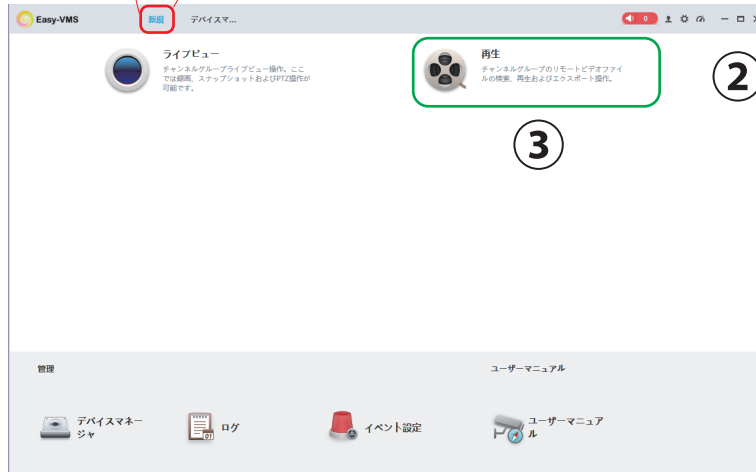 Easy-VMS
新規
デバイスマ...
0
ライブビュー
チャンネルグループライブビュー操作。ここ
では録画、スナップショットおよびPTZ操作が
可能です。
再生
チャンネルグループのリモートビデオファイ
ルの検索、再生およびエクスポート操作。
②
③
管理
ユーザーマニュアル
デバイスマネー
ジャ
01
ログ
イベント設定
ユーザーマニュア
ル